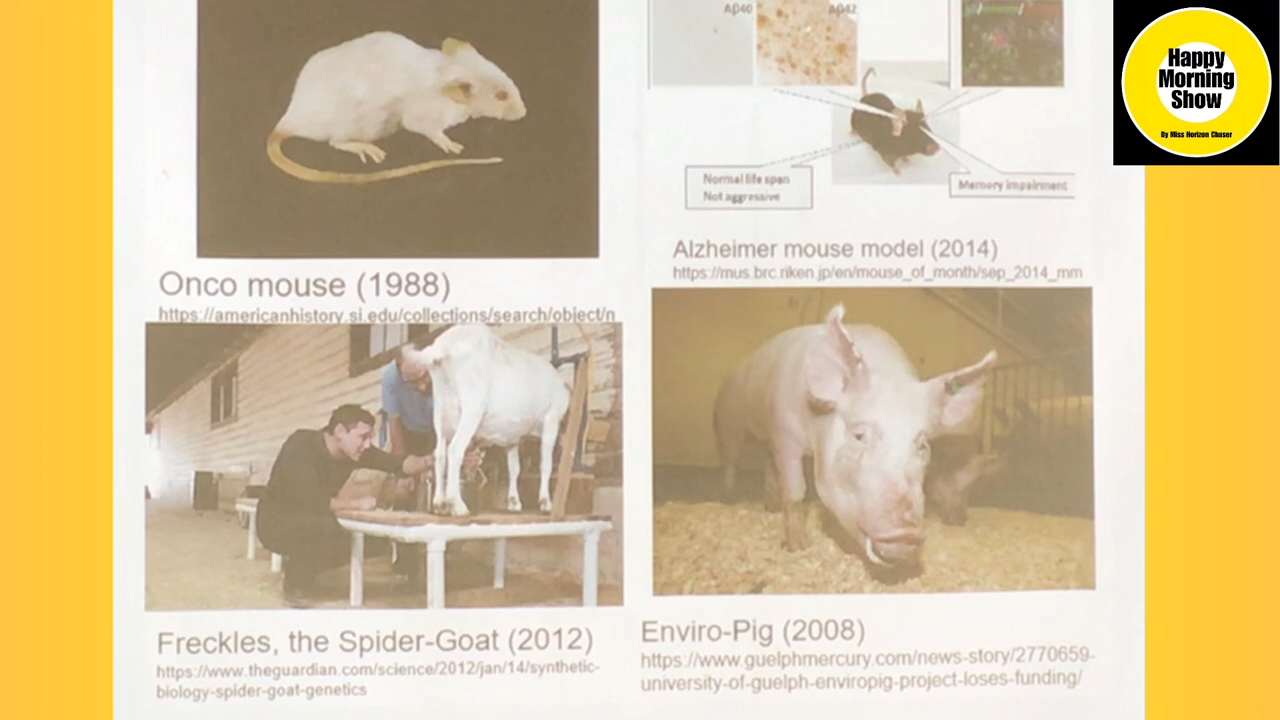 Aβ40
Aβ42
Happy
Morning
Show
By Miss Horizon Chaser
Normal life span
Not aggressive
Memory impairment
Onco mouse (1988)
https://americanhistory.si.edu/collections/search/object/n
Alzheimer mouse model (2014)
https://mus.brc.riken.jp/en/mouse_of_month/sep_2014_mm
Freckles, the Spider-Goat (2012)
https://www.theguardian.com/science/2012/jan/14/synthetic-
biology-spider-goat-genetics
Enviro-Pig (2008)
https://www.guelphmercury.com/news-story/2770659-
university-of-guelph-enviropig-project-loses-funding/